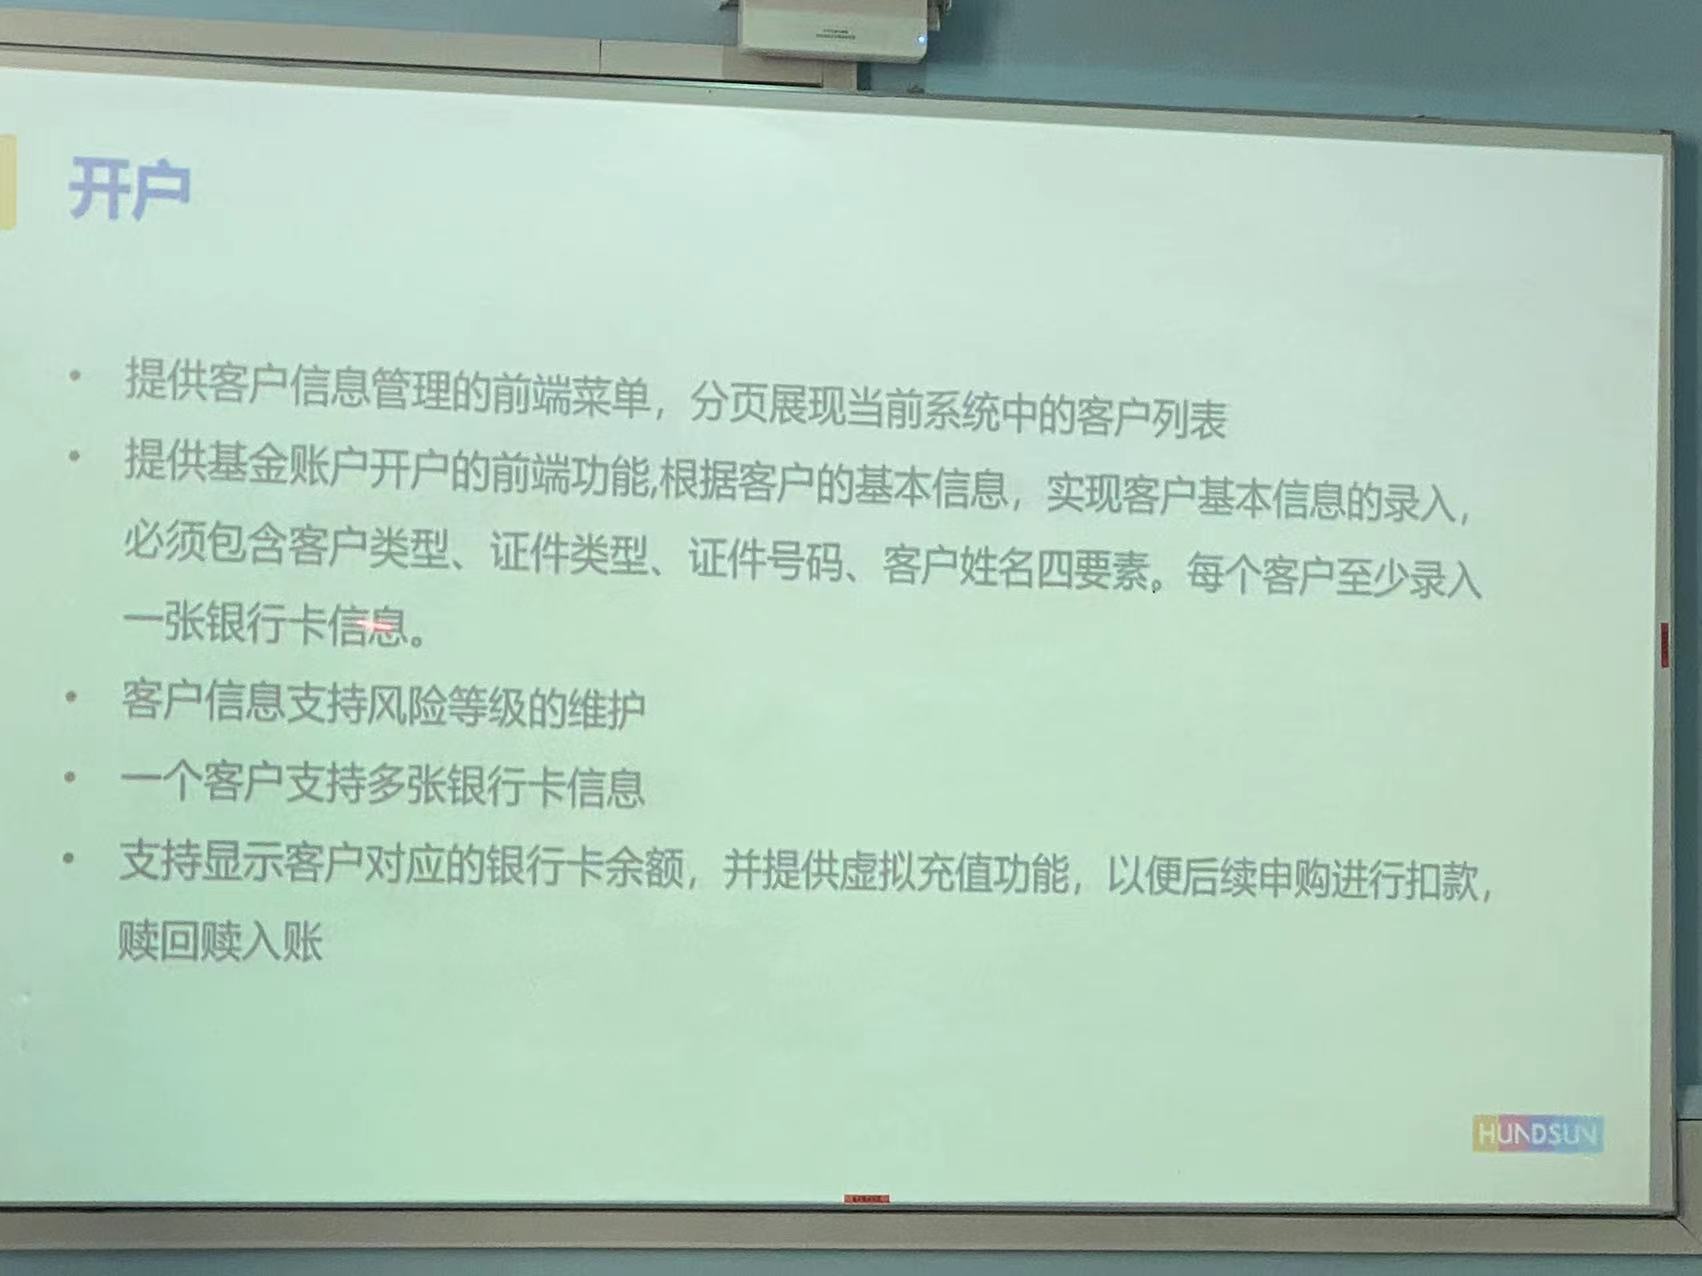 开户
• 提供客户信息管理的前端菜单，分页展现当前系统中的客户列表
• 提供基金账户开户的前端功能,根据客户的基本信息，实现客户基本信息的录入，
必须包含客户类型、证件类型、证件号码、客户姓名四要素。每个客户至少录入
一张银行卡信息。
• 客户信息支持风险等级的维护
• 一个客户支持多张银行卡信息
• 支持显示客户对应的银行卡余额，并提供虚拟充值功能，以便后续申购进行扣款，
赎回赎入账
HUNDSUN